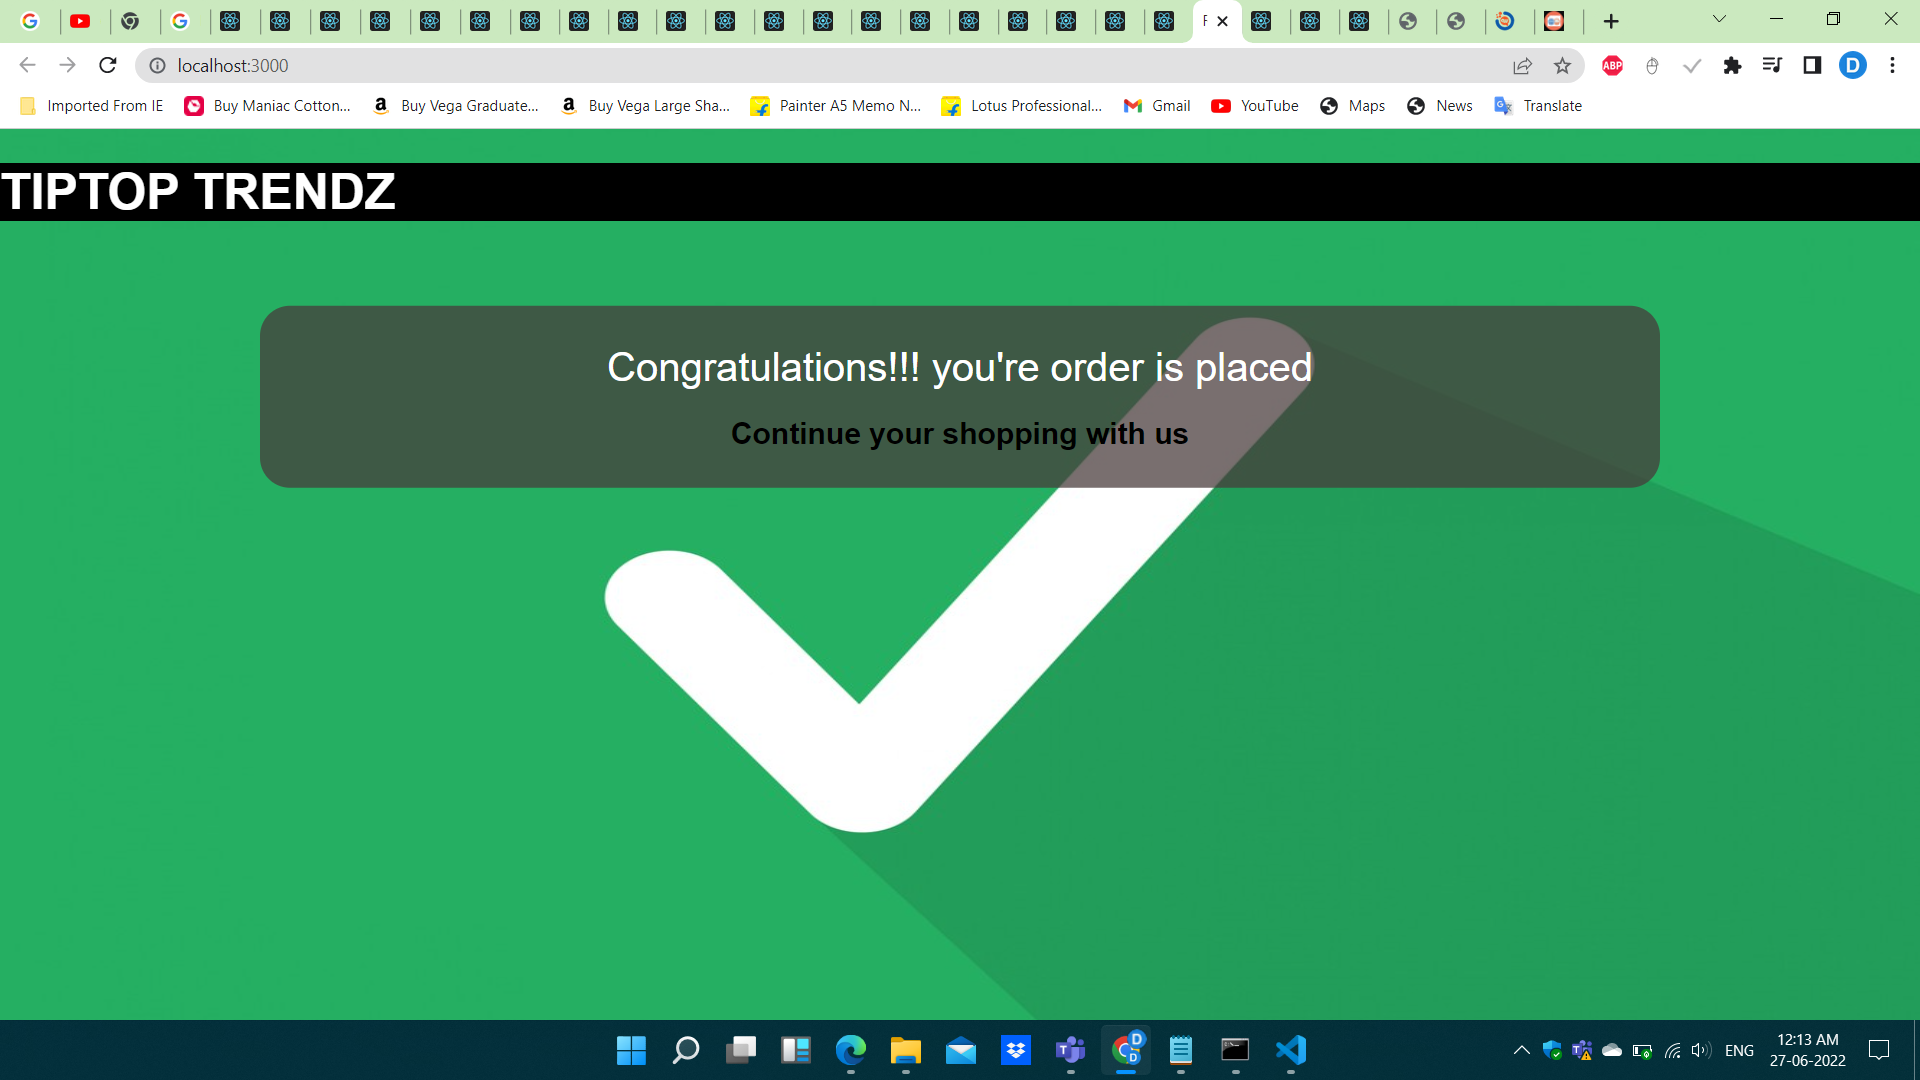 F
localhost:3000
ABP
D
Imported From IE
Buy Maniac Cotton...
Buy Vega Graduate...
Buy Vega Large Sha...
Painter A5 Memo N...
Lotus Professional...
Gmail
YouTube
Maps
News
Translate
TIPTOP TRENDZ
Congratulations!!! you're order is placed
Continue your shopping with us
D
D
ENG
12:13 AM
27-06-2022